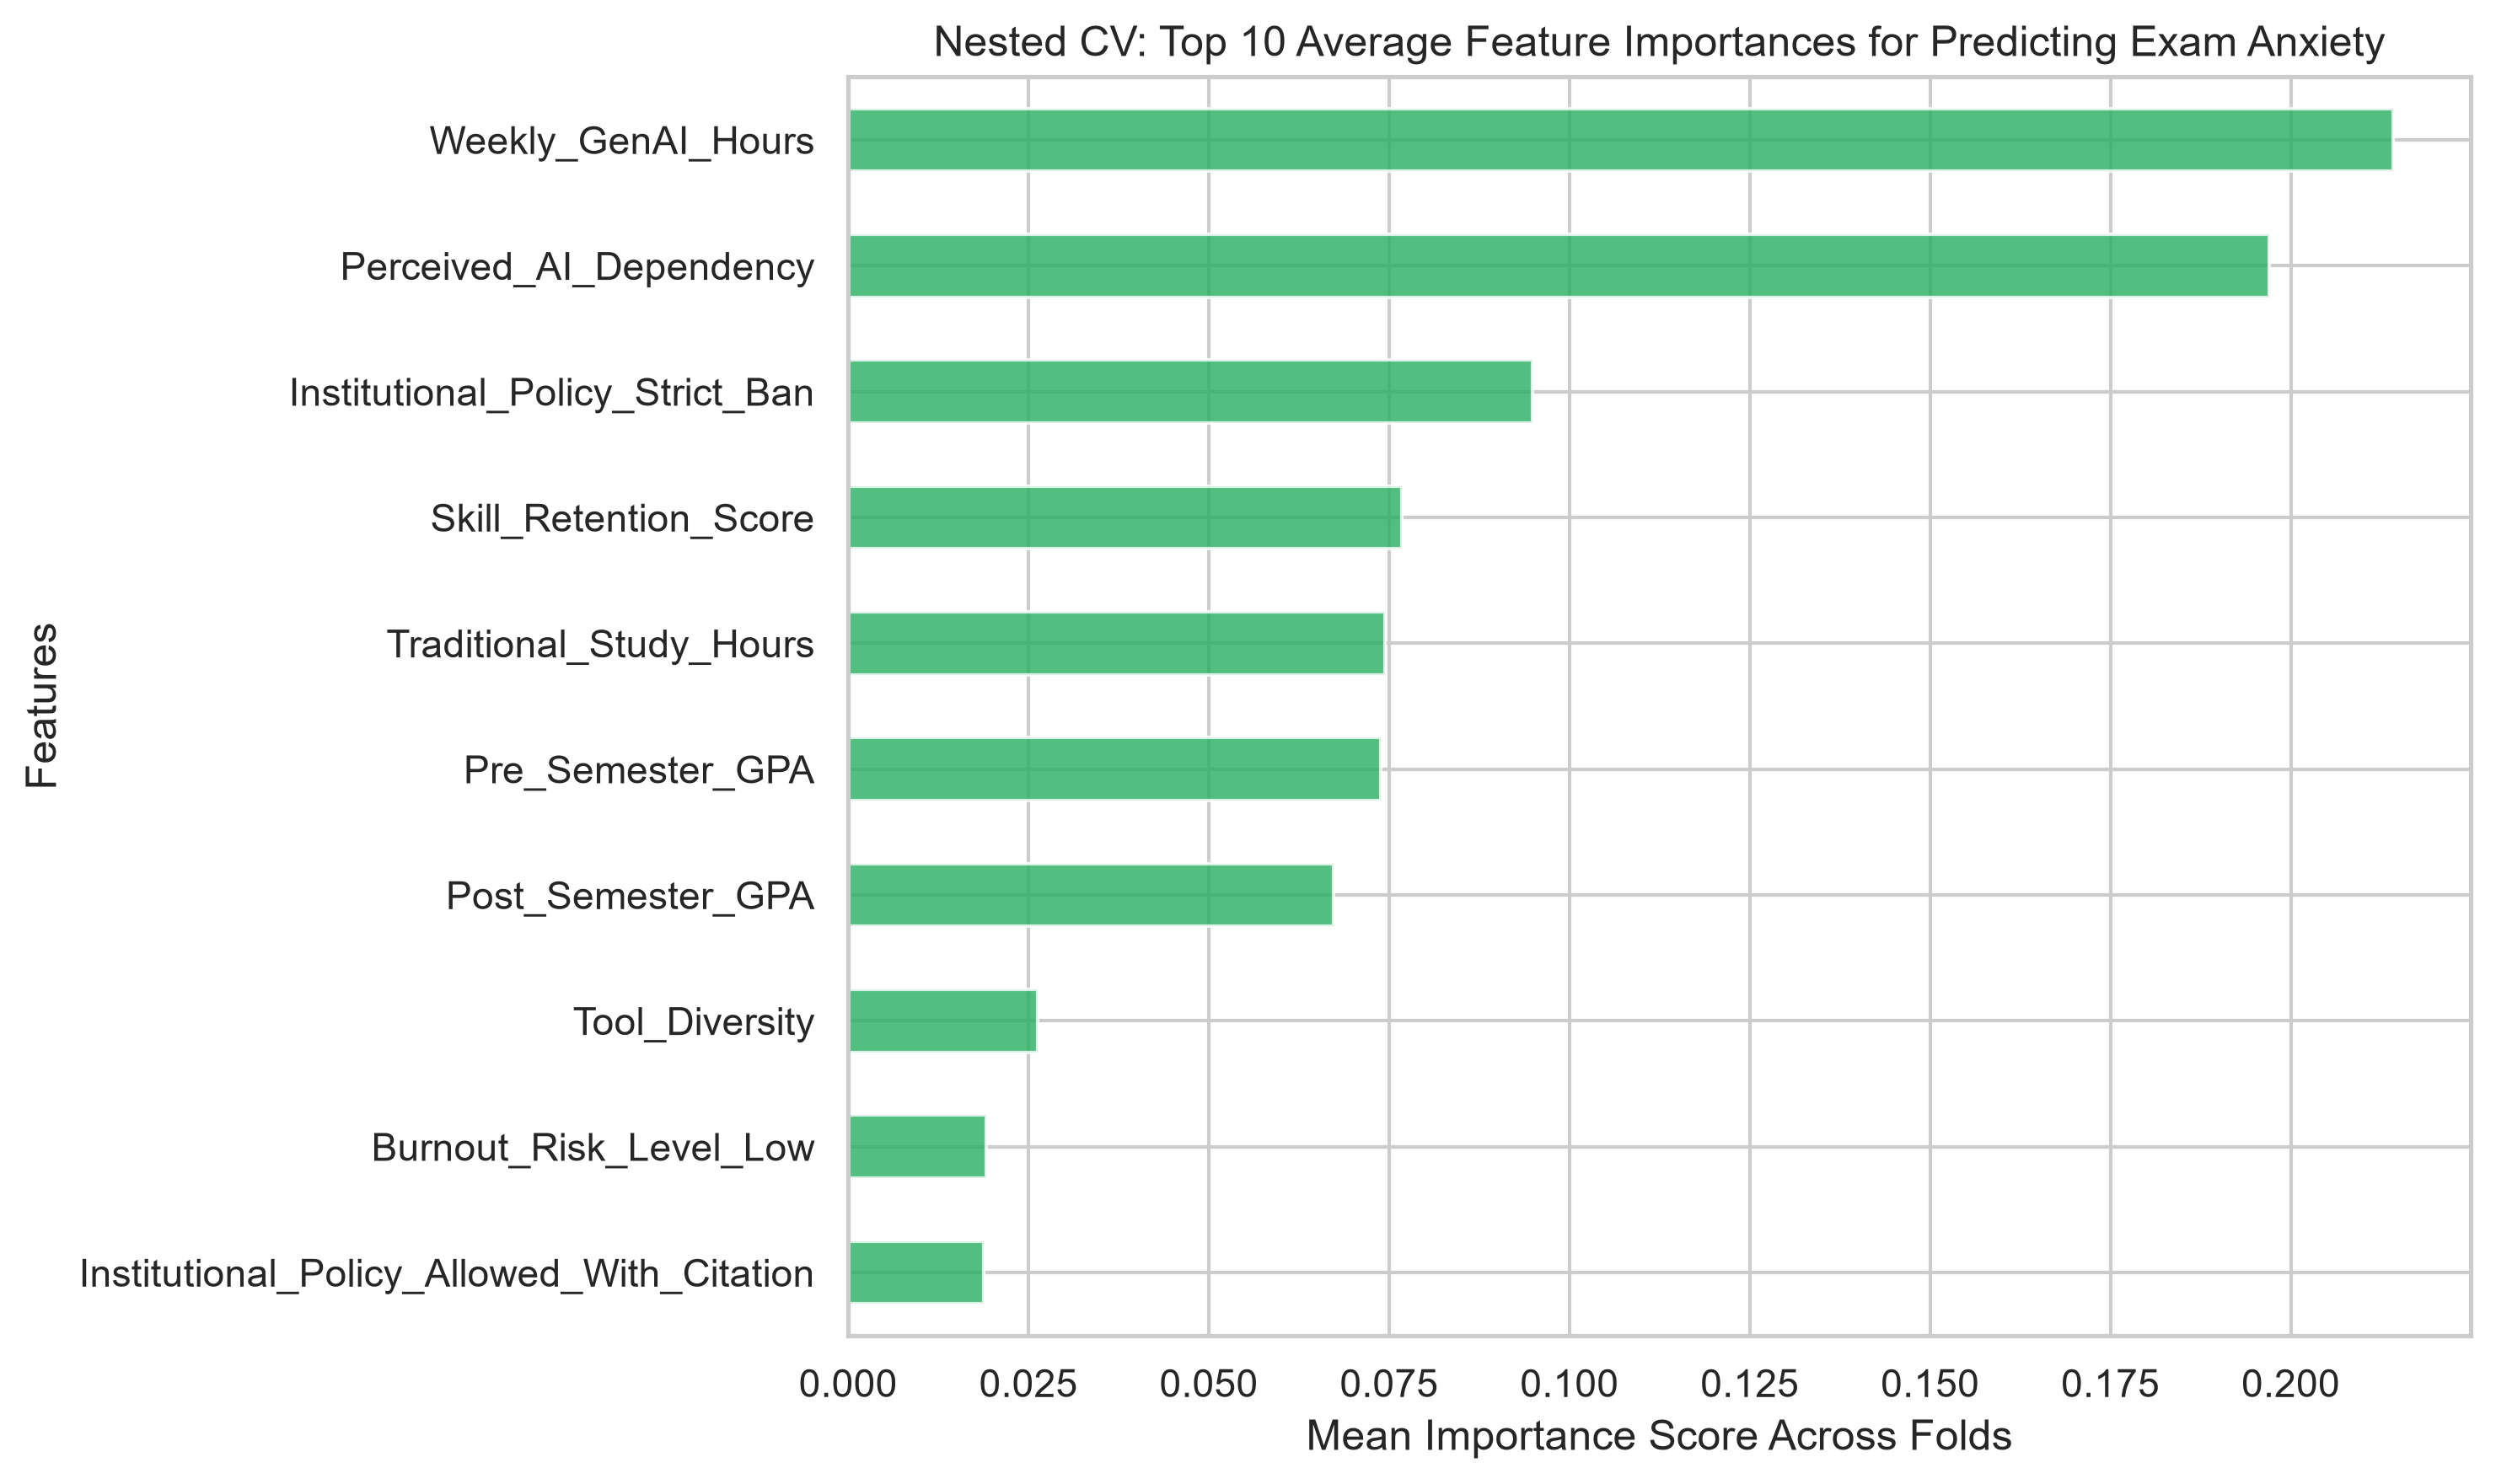 Nested CV: Top 10 Average Feature Importances for Predicting Exam Anxiety
Weekly_GenAI_Hours
Perceived_AI_Dependency
Institutional_Policy_Strict_Ban
Skill_Retention_Score
Traditional_Study_Hours
Pre_Semester_GPA
Post_Semester_GPA
Tool_Diversity
Burnout_Risk_Level_Low
Institutional_Policy_Allowed_With_Citation
Features
0.000 0.025 0.050 0.075 0.100 0.125 0.150 0.175 0.200
Mean Importance Score Across Folds